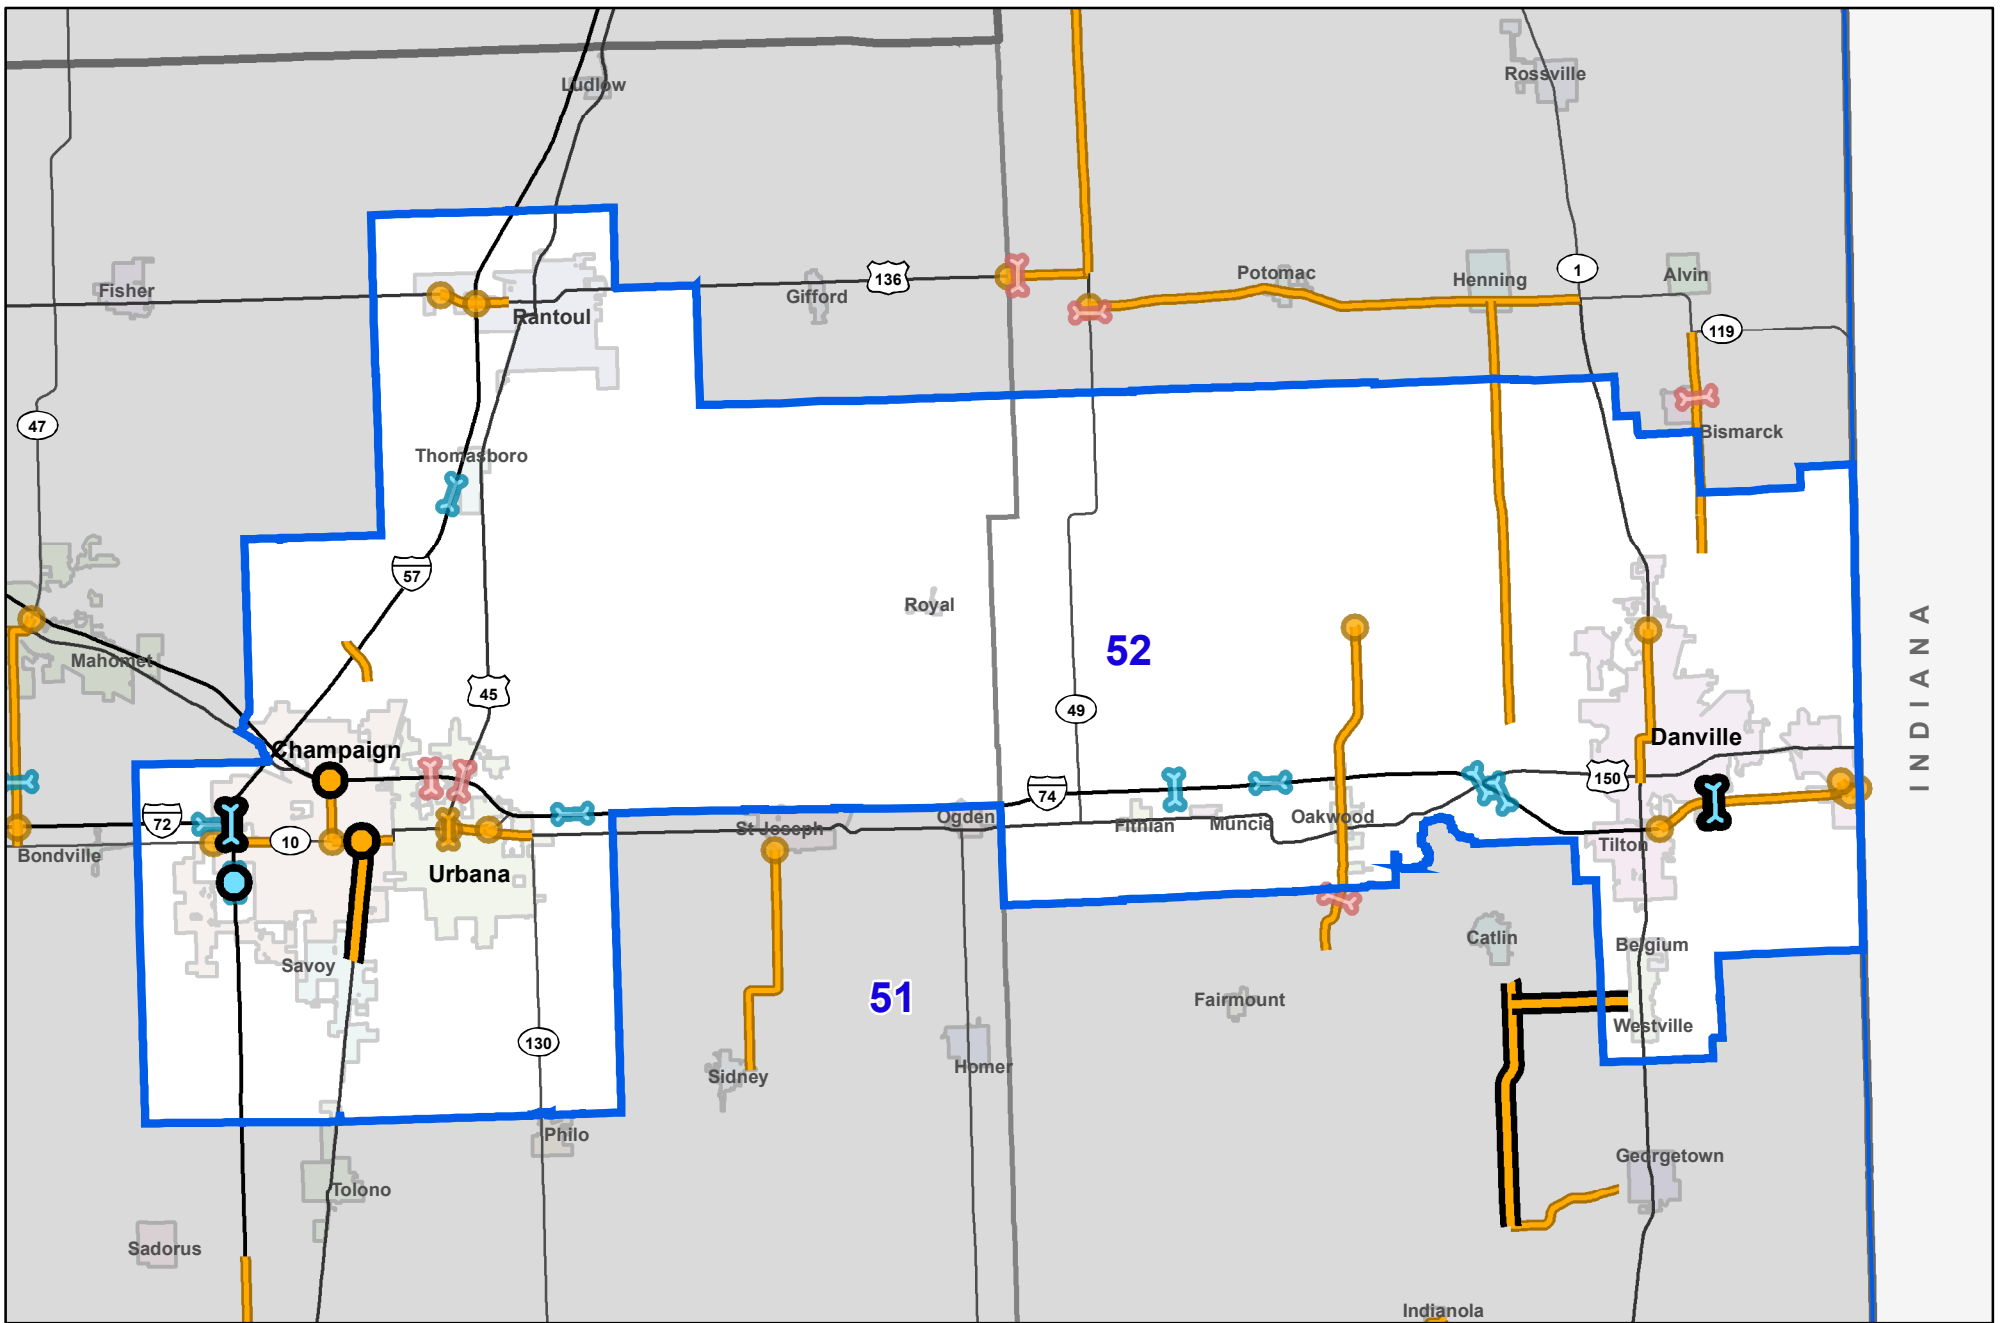 Ludlow
Rossville
Fisher
Gifford
136
Potomac
Henning
1
Alvin
Rantoul
119
47
Bismarck
Thomasboro
57
Royal
INDIANA
52
Mahomet
45
49
Champaign
Danville
150
74
72
St Joseph
Ogden
Fithian
Muncie
Oakwood
10
Tilton
Bondville
Urbana
Catlin
Belgium
Savoy
51
Fairmount
Westville
130
Sidney
Homer
Philo
Georgetown
Tolono
Sadorus
Indianola